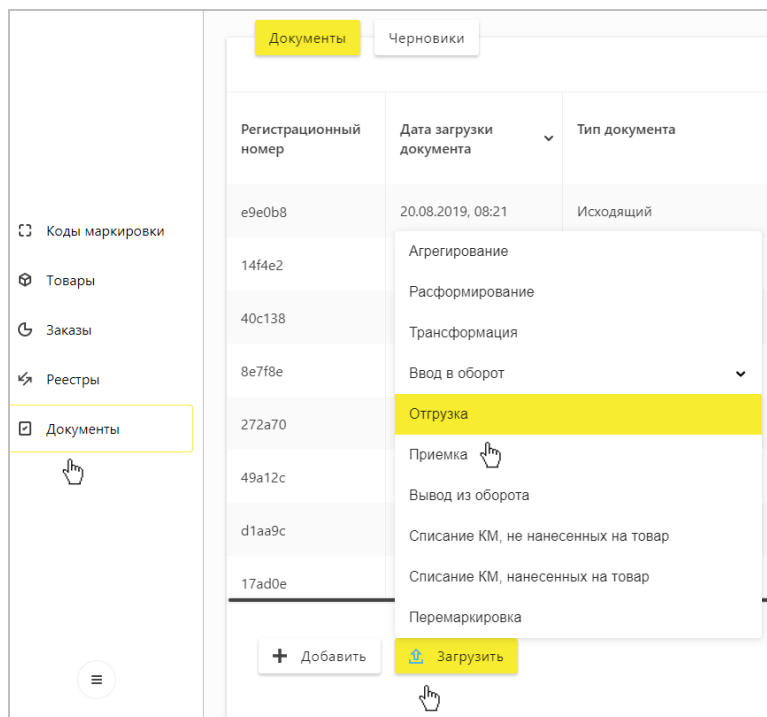 Документы Черновики
Регистрационный номер
Дата загрузки документа
Тип документа
e9e0b8 20.08.2019, 08:21 Исходящий
14f4e2
40c138
8e7f8e
272a70
49a12c
d1aa9c
17ad0e
Коды маркировки
Товары
Заказы
Реестры
Документы
Агрегирование
Расформирование
Трансформация
Ввод в оборот
Отгрузка
Приемка
Вывод из оборота
Списание КМ, не нанесенных на товар
Списание КМ, нанесенных на товар
Перемаркировка
Добавить Загрузить